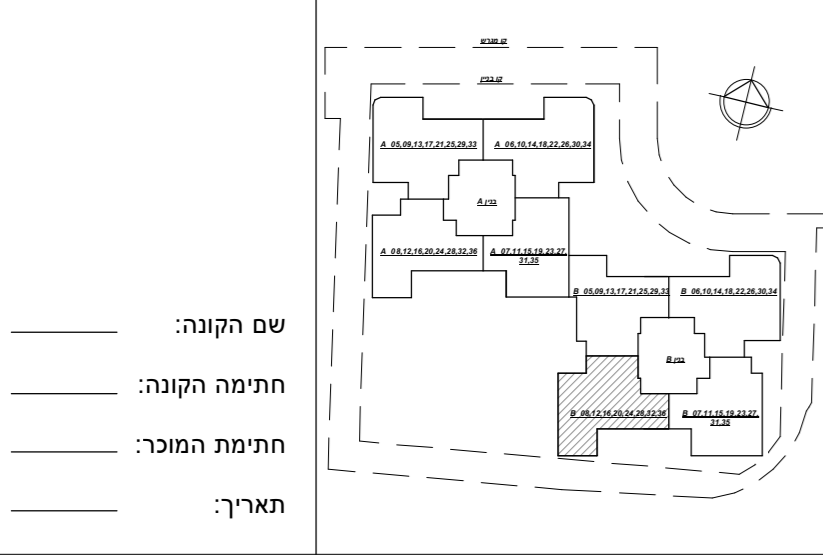 קו מגרש
קו בניין
A 05,09,13,17,21,25,29,33
A 06,10,14,18,22,26,30,34
בניין A
A 08,12,16,20,24,28,32,36
A 07,11,15,19,23,27,
31,35
B 05,09,13,17,21,25,29,33
B 06,10,14,18,22,26,30,34
בניין B
B 08,12,16,20,24,28,32,36
B 07,11,15,19,23,27,
31,35
שם הקונה:
חתימה הקונה:
חתימת המוכר:
תאריך: